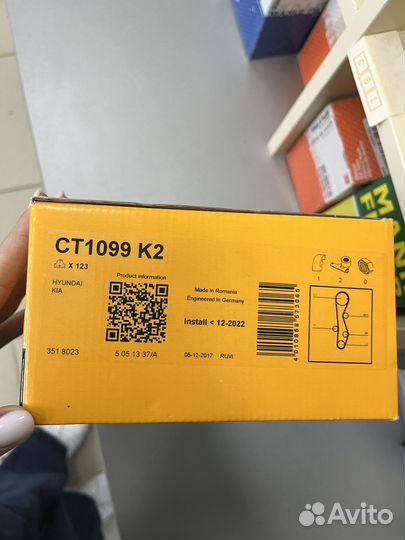 CT1099 K2
X 123
HYUNDAI
KIA
Product information
351 8023
5 05 13 37/A
Made in Romania
Engineered in Germany
Install < 12-2022
05-12-2017 RUVI
4010858573065
1 2 0
Avito